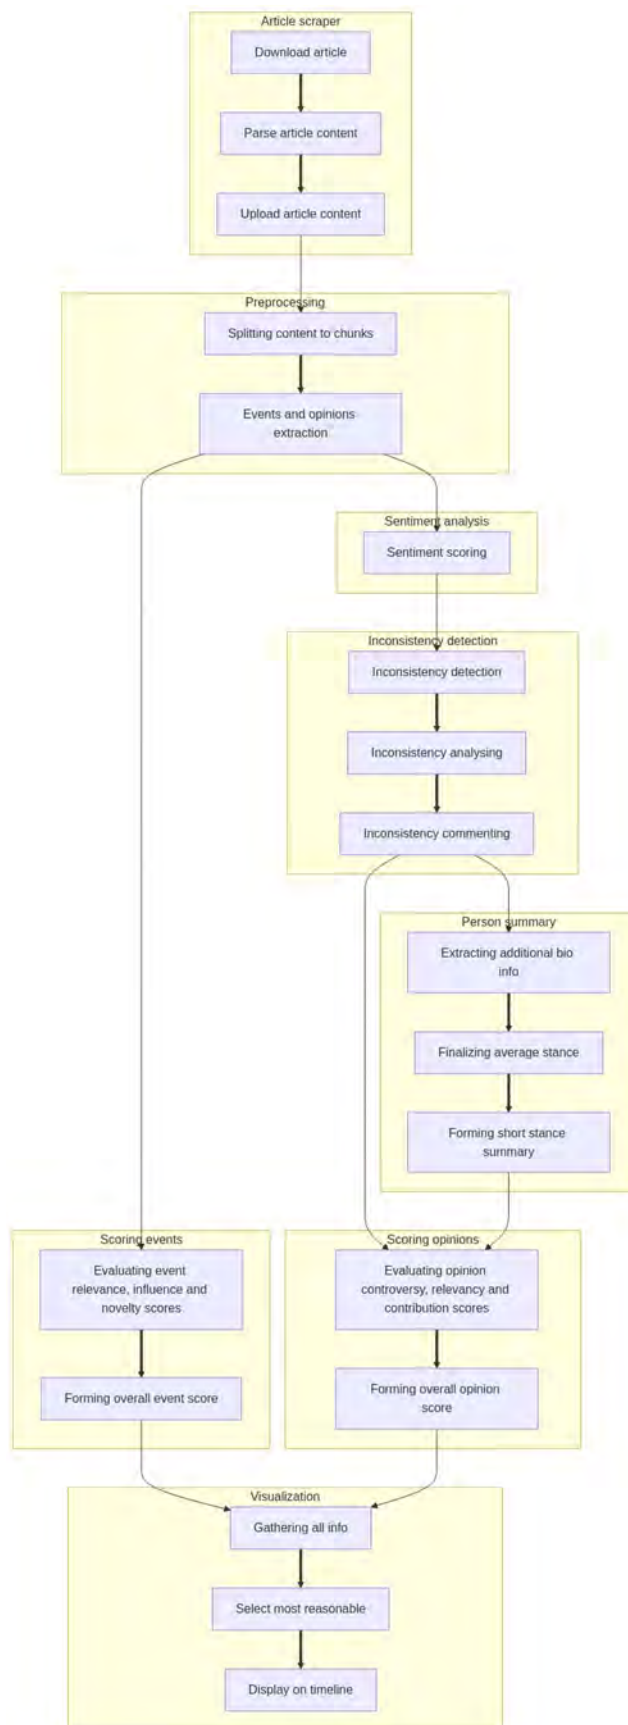 Article scraper
Download article
Parse article content
Upload article content
Preprocessing
Splitting content to chunks
Events and opinions
extraction
Sentiment analysis
Sentiment scoring
Inconsistency detection
Inconsistency detection
Inconsistency analysing
Inconsistency commenting
Person summary
Extracting additional bio
info
Finalizing average stance
Forming short stance
summary
Scoring events
Evaluating event
relevance, influence and
novelty scores
Forming overall event score
Scoring opinions
Evaluating opinion
controversy, relevancy and
contribution scores
Forming overall opinion
score
Visualization
Gathering all info
Select most reasonable
Display on timeline